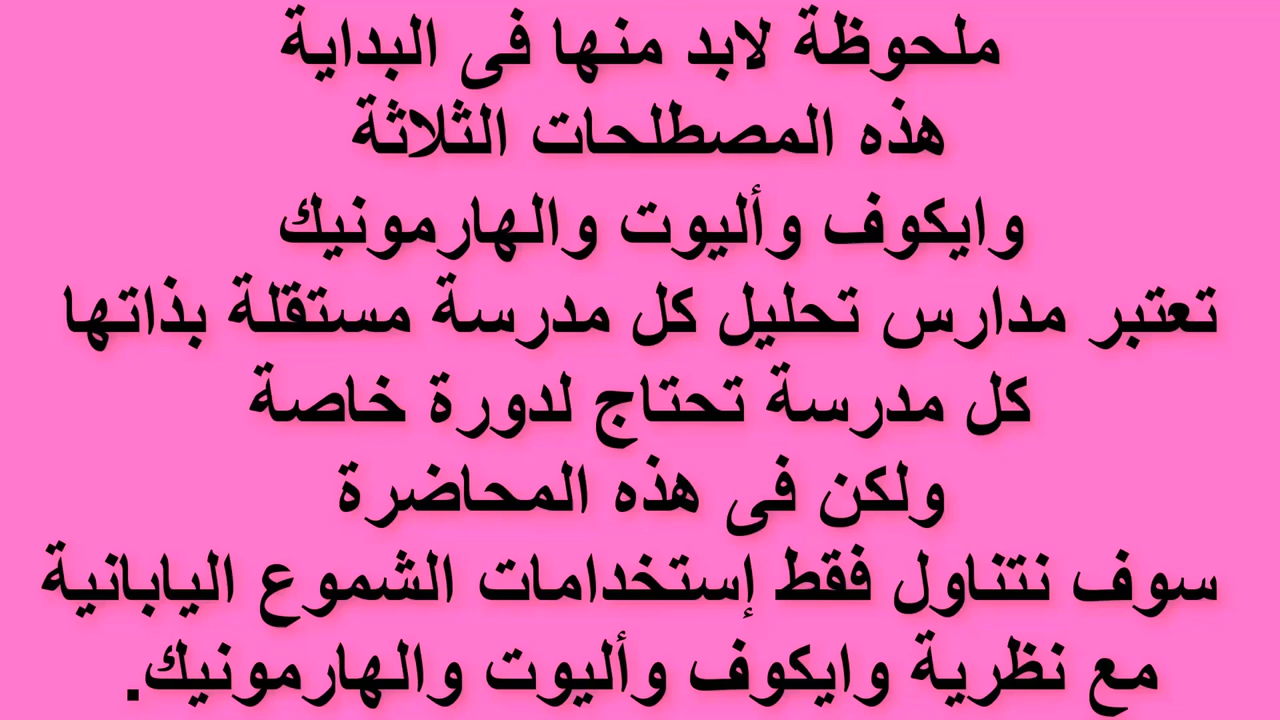 ملحوظة لابد منها فى البداية
هذه المصطلحات الثلاثة
وايكوف وأليوت والهارمونيك
تعتبر مدارس تحليل كل مدرسة مستقلة بذاتها
كل مدرسة تحتاج لدورة خاصة
ولكن فى هذه المحاضرة
سوف نتناول فقط إستخدامات الشموع اليابانية
مع نظرية وايكوف وأليوت والهارمونيك.